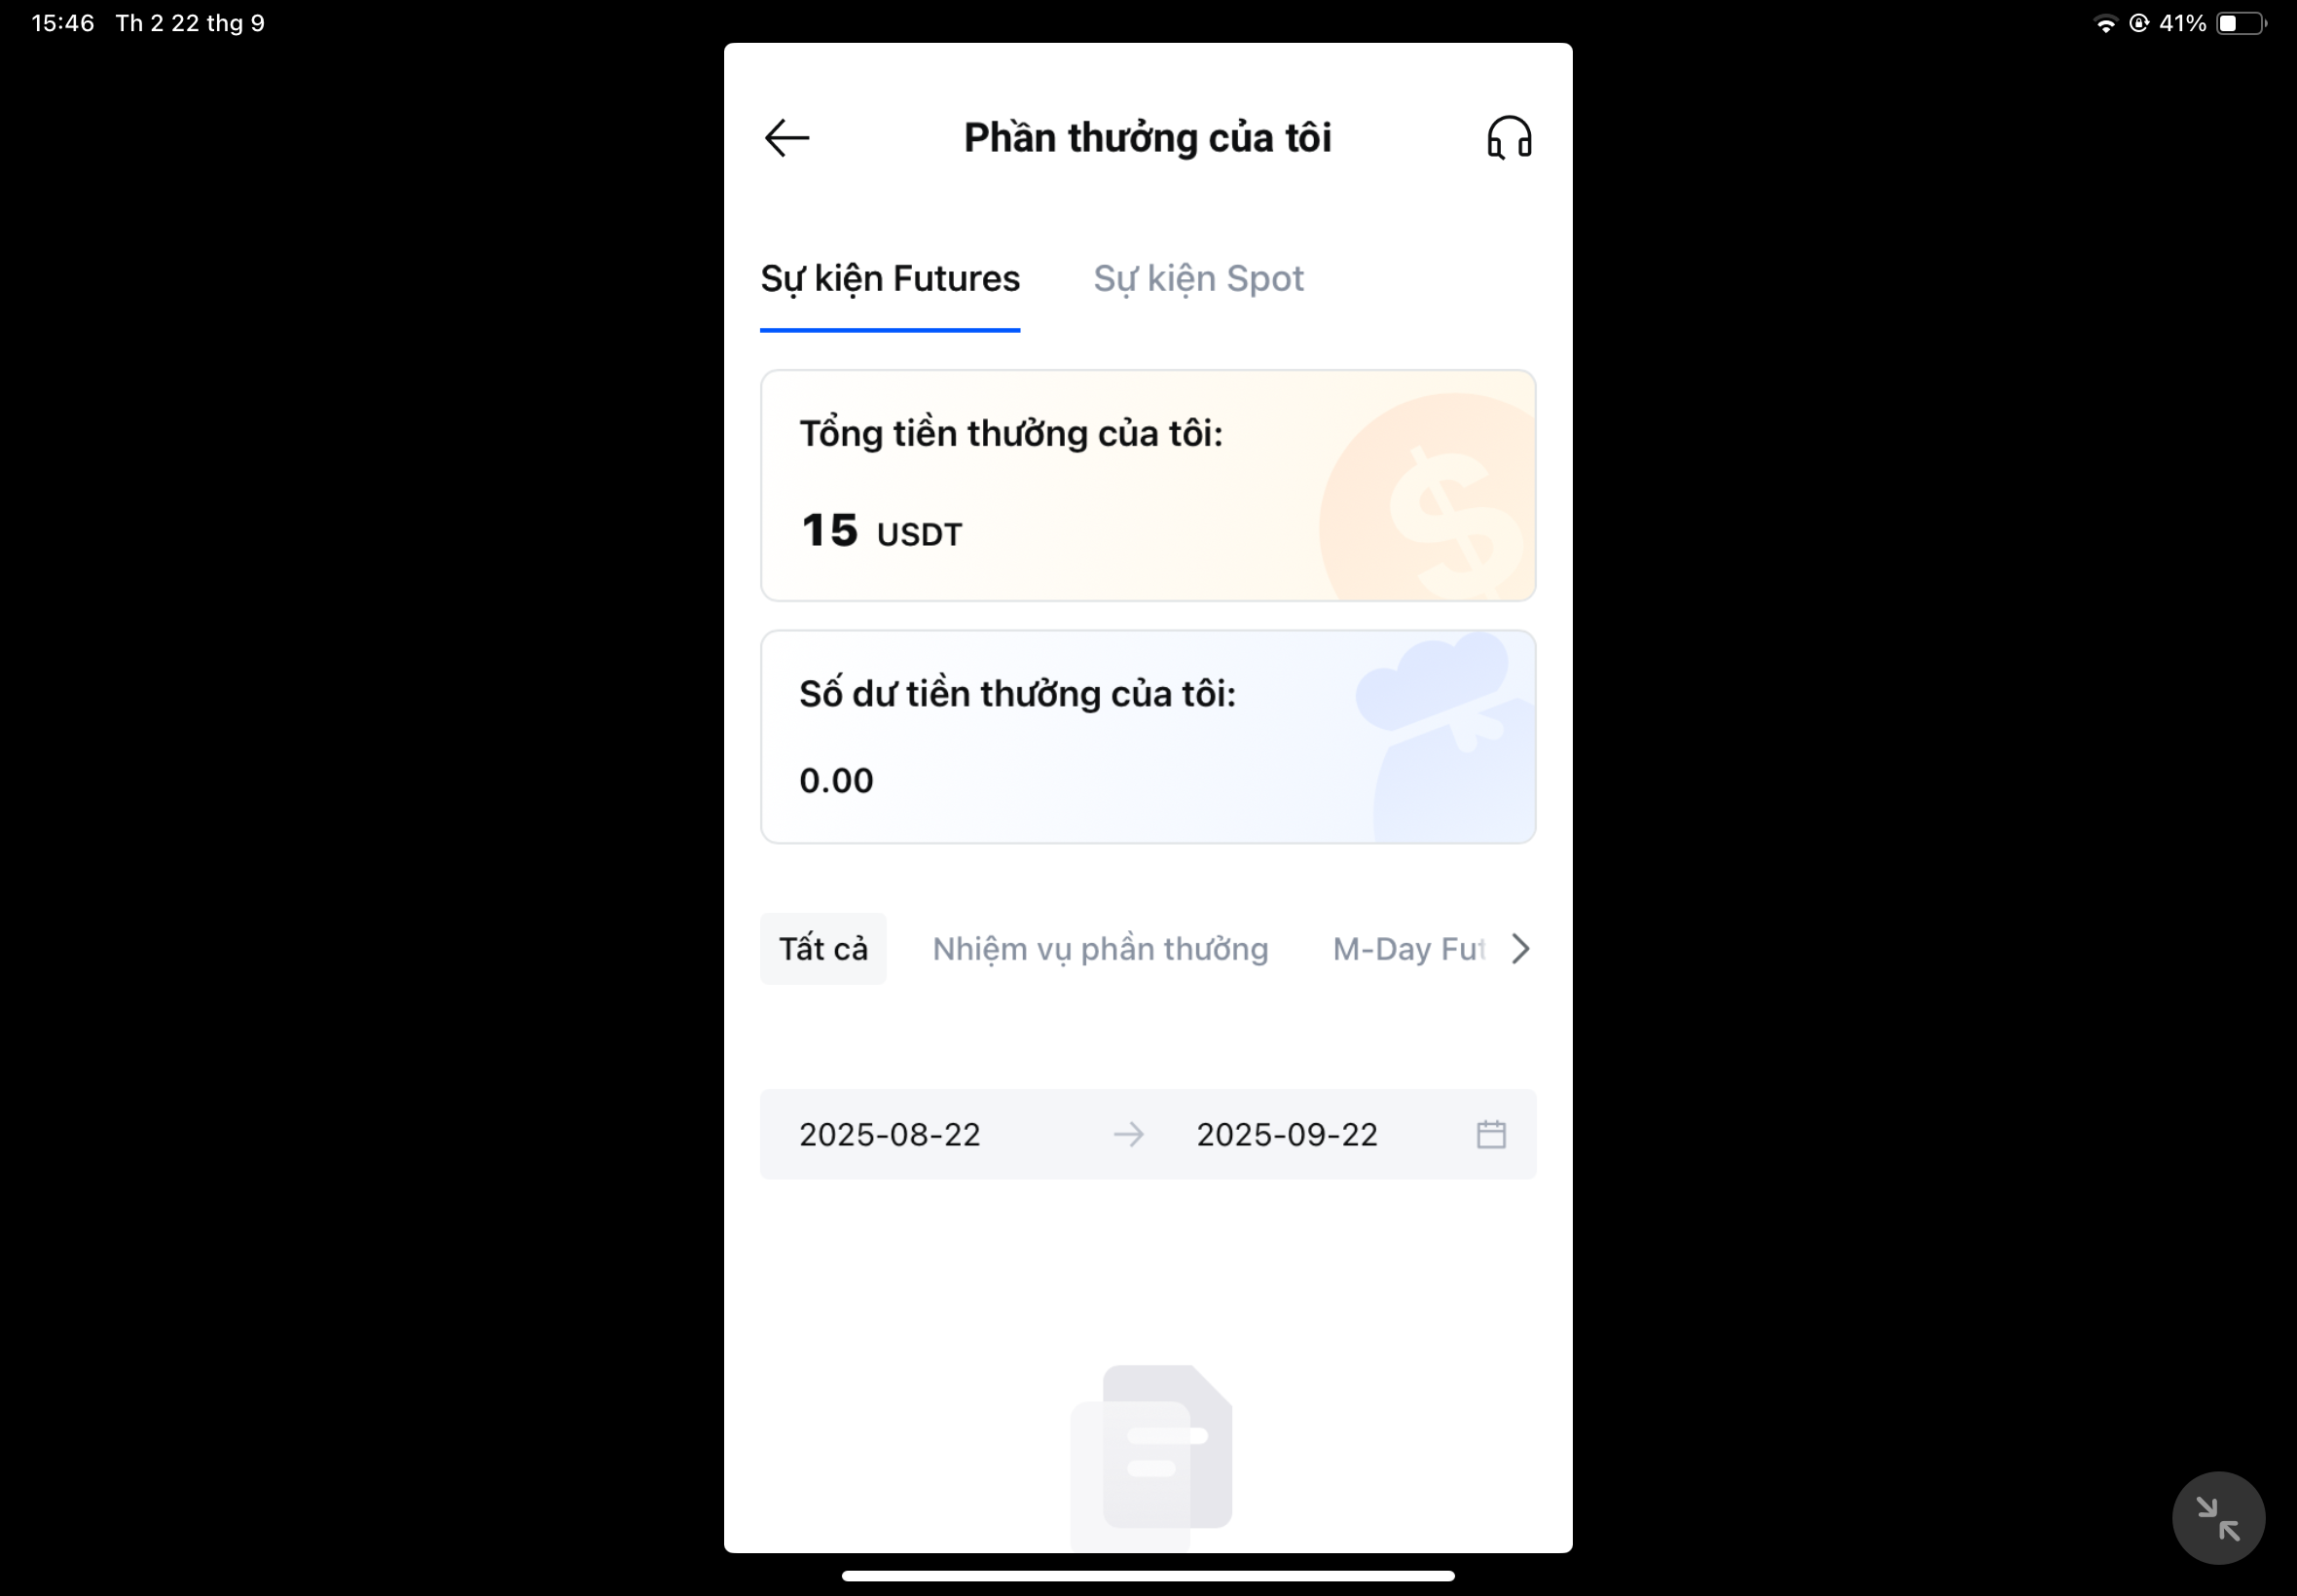 15:46 Th 2 22 thg 9
41%
Phần thưởng của tôi
Sự kiện Futures Sự kiện Spot
Tổng tiền thưởng của tôi:
15 USDT
Số dư tiền thưởng của tôi:
0.00
Tất cả Nhiệm vụ phần thưởng M-Day Fut
2025-08-22 → 2025-09-22